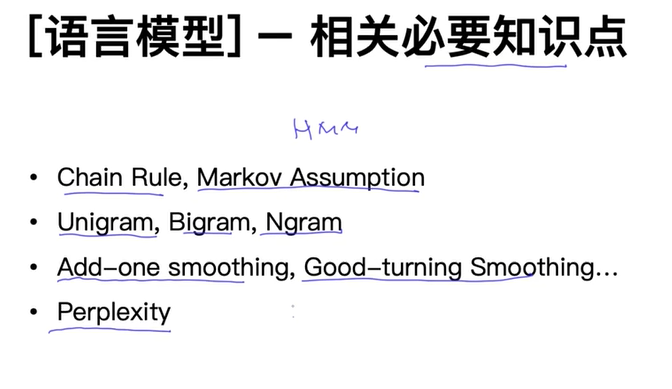 [语言模型] — 相关必要知识点
HMM
• Chain Rule, Markov Assumption
• Unigram, Bigram, Ngram
• Add-one smoothing, Good-turning Smoothing...
• Perplexity